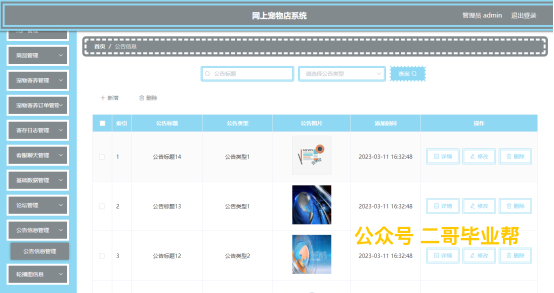 网上宠物店系统
管理员 admin 退出登录
商品管理
宠物寄养管理
宠物寄养订单管理
寄存日志管理
客服聊天管理
基础数据管理
论坛管理
公告信息管理
公告信息管理
轮播图信息
首页 / 公告信息
公告标题
请选择公告类型
查询
+ 新增 删除
索引 公告标题 公告类型 公告图片 添加时间 操作
1 公告标题14 公告类型1 2023-03-11 16:32:48 详情 修改 删除
2 公告标题13 公告类型1 2023-03-11 16:32:48 详情 修改 删除
3 公告标题12 公告类型2 2023-03-11 16:32:48 详情 修改 删除
公众号 二哥毕业帮